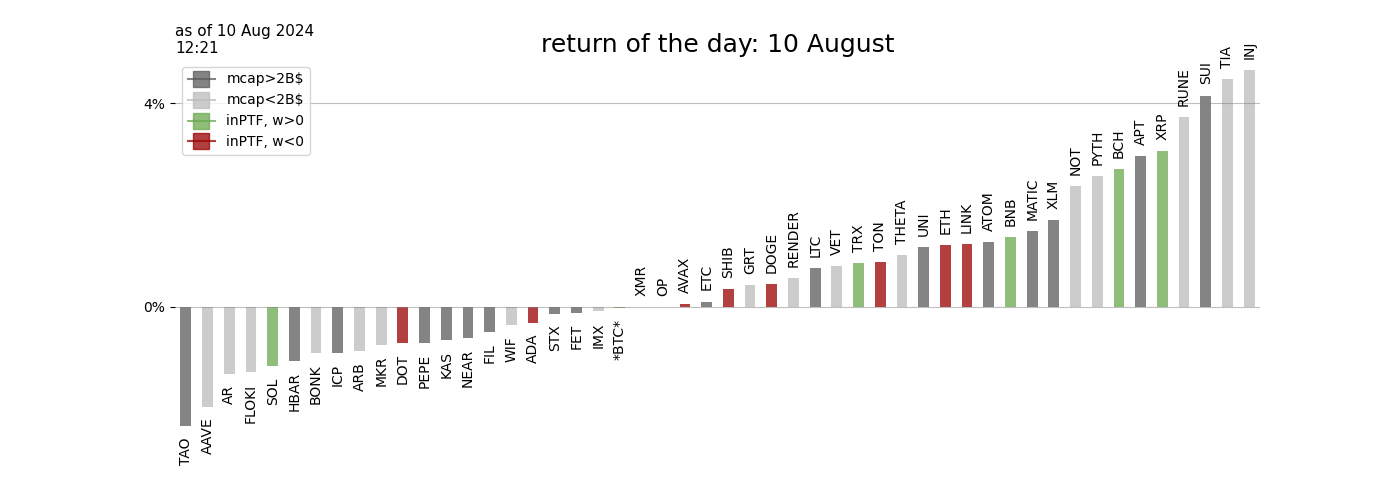 as of 10 Aug 2024
12:21
return of the day: 10 August
mcap>2B$
mcap<2B$
inPTF, w>0
inPTF, w<0
4%
0%
TAO
AAVE
AR
FLOKI
SOL
HBAR
BONK
ICP
ARB
MKR
DOT
PEPE
KAS
NEAR
FIL
WIF
ADA
STX
FET
IMX
*BTC*
XMR
OP
AVAX
ETC
SHIB
GRT
DOGE
RENDER
LTC
VET
TRX
TON
THETA
UNI
ETH
LINK
ATOM
BNB
MATIC
XLM
NOT
PYTH
BCH
APT
XRP
RUNE
SUI
TIA
INJ